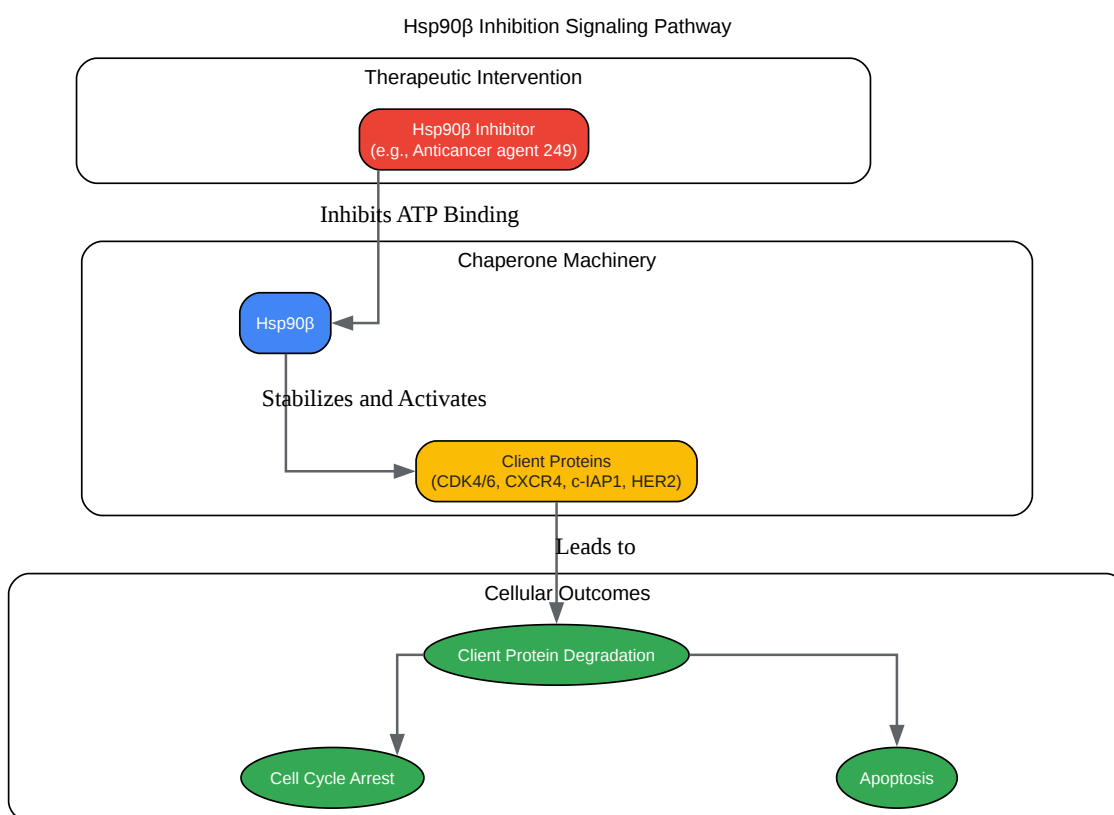 Hsp90β Inhibition Signaling Pathway
Therapeutic Intervention
Hsp90β Inhibitor
(e.g., Anticancer agent 249)
Inhibits ATP Binding
Chaperone Machinery
Hsp90β
Stabilizes and Activates
Client Proteins
(CDK4/6, CXCR4, c-IAP1, HER2)
Leads to
Cellular Outcomes
Client Protein Degradation
Cell Cycle Arrest
Apoptosis